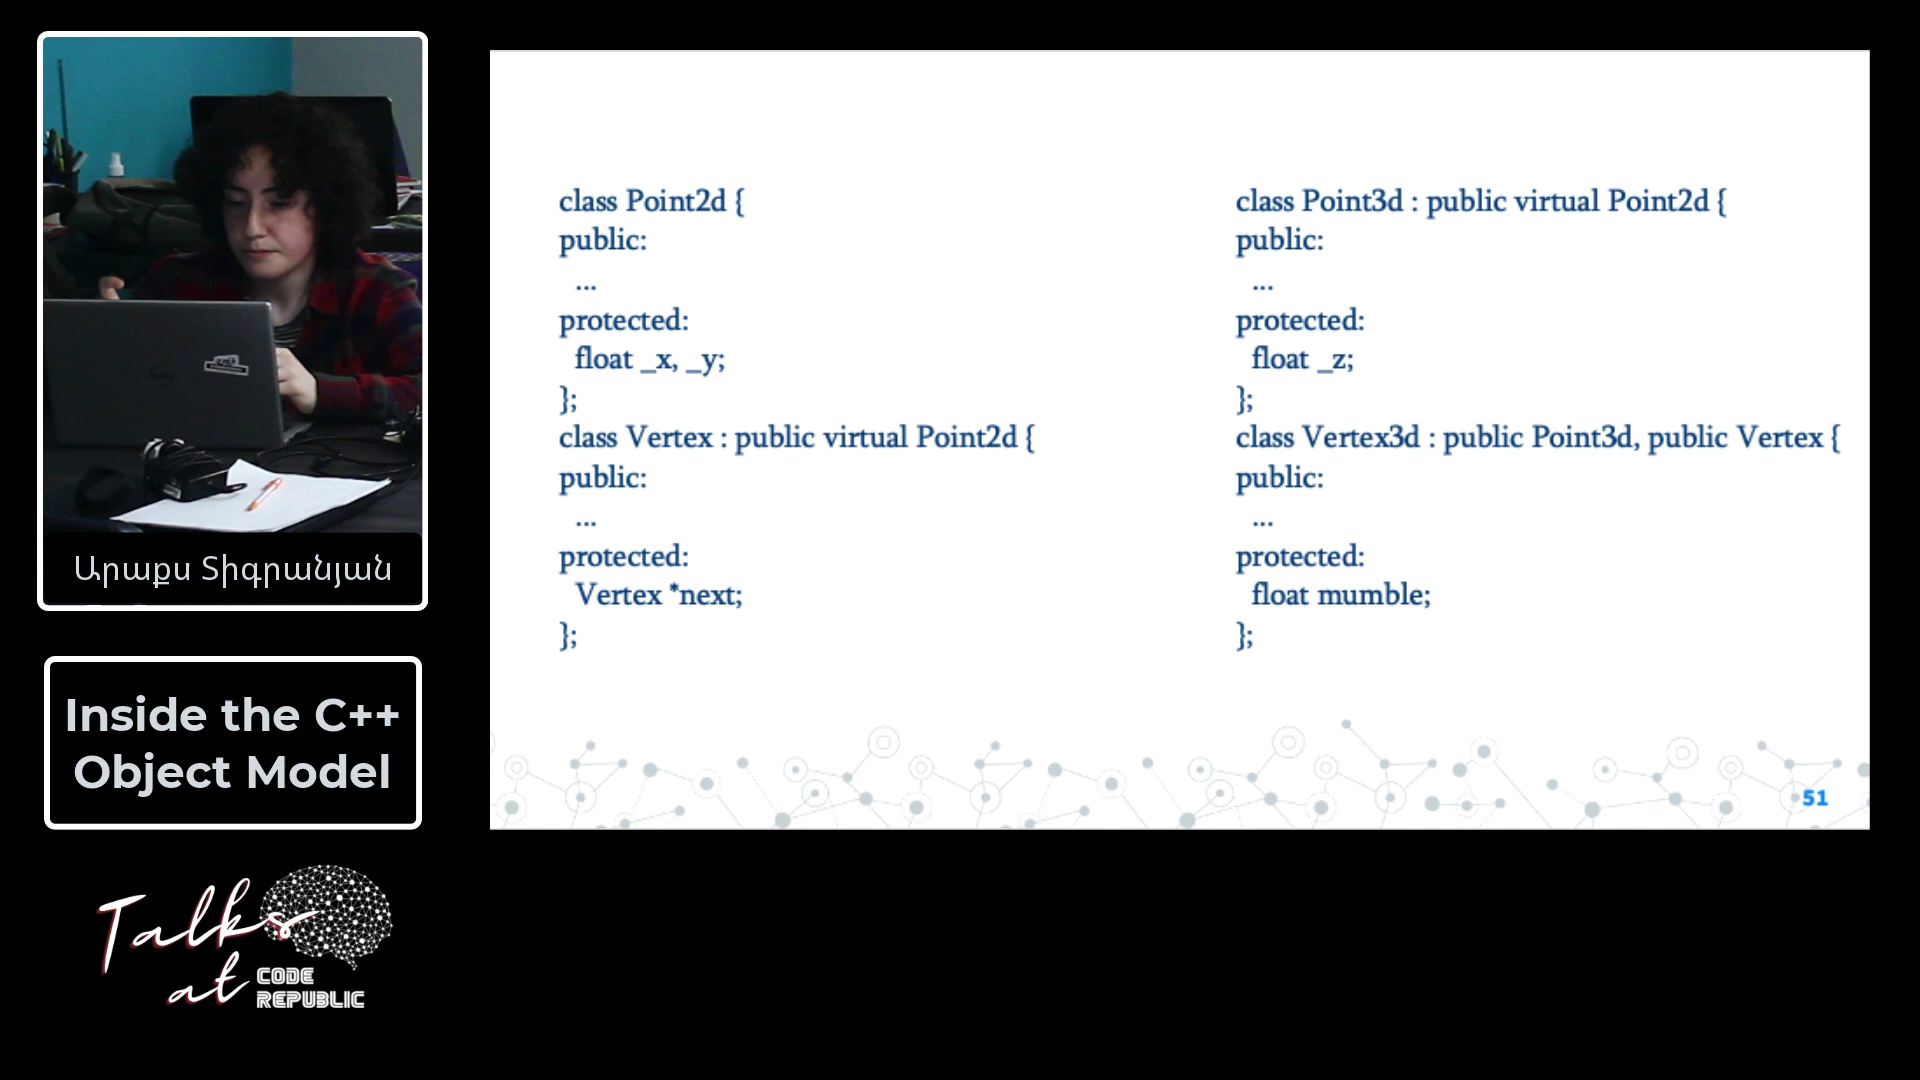 Արաքս Տիգրանյան
Inside the C++
Object Model
Talks
at CODE
REPUBLIC
class Point2d {
public:
...
protected:
float _x, _y;
};
class Vertex : public virtual Point2d {
public:
...
protected:
Vertex *next;
};
class Point3d : public virtual Point2d {
public:
...
protected:
float _z;
};
class Vertex3d : public Point3d, public Vertex {
public:
...
protected:
float mumble;
};
51